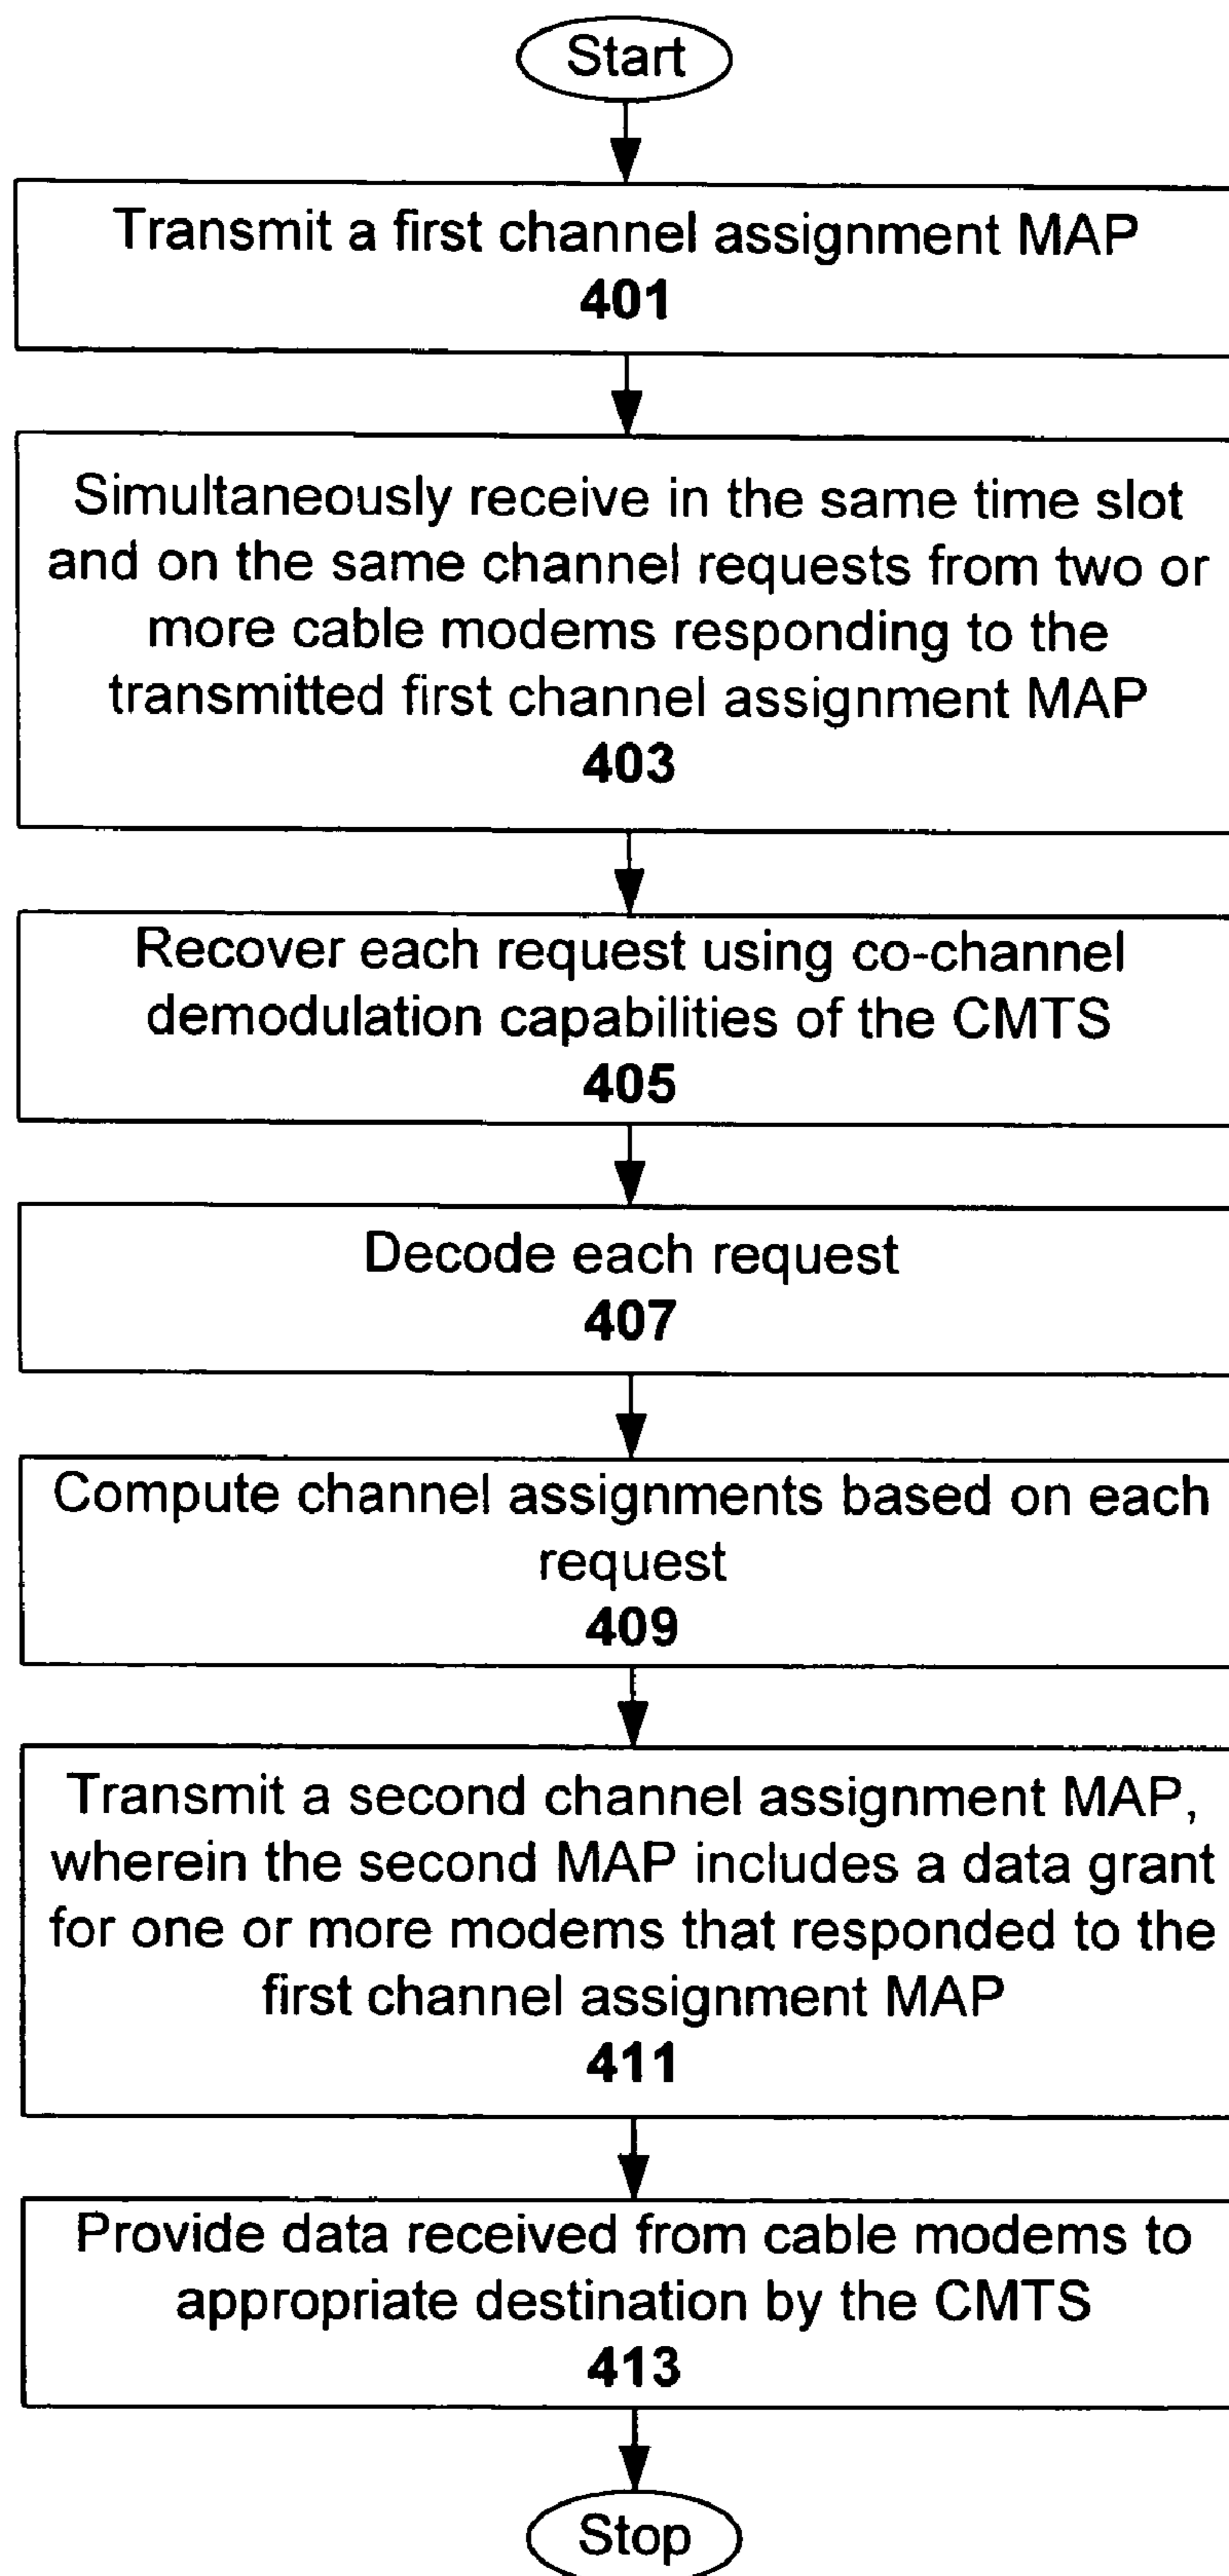 Start
Transmit a first channel assignment MAP
401
Simultaneously receive in the same time slot
and on the same channel requests from two or
more cable modems responding to the
transmitted first channel assignment MAP
403
Recover each request using co-channel
demodulation capabilities of the CMTS
405
Decode each request
407
Compute channel assignments based on each
request
409
Transmit a second channel assignment MAP,
wherein the second MAP includes a data grant
for one or more modems that responded to the
first channel assignment MAP
411
Provide data received from cable modems to
appropriate destination by the CMTS
413
Stop